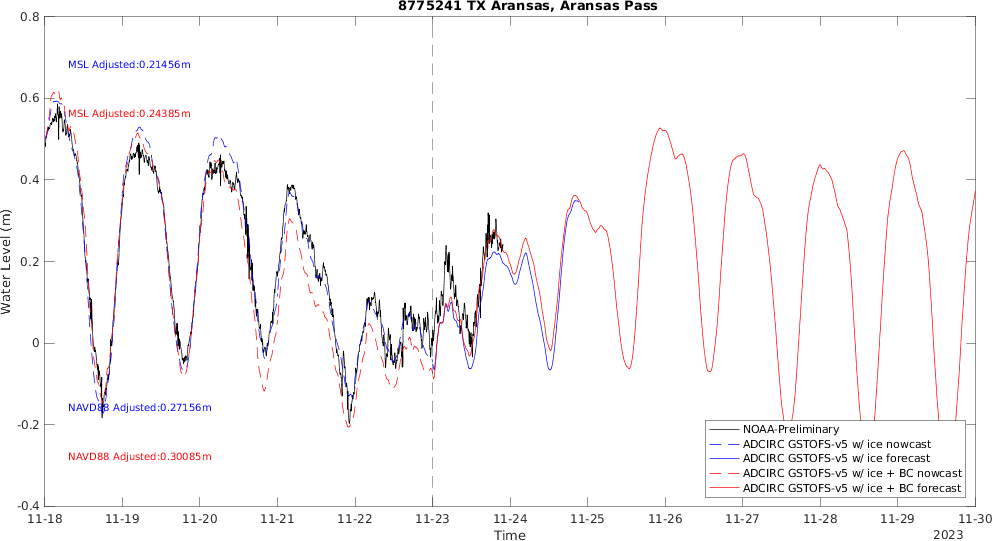 8775241 TX Aransas, Aransas Pass
0.8
0.6
0.4
0.2
0
-0.2
-0.4
Water Level (m)
MSL Adjusted:0.21456m
MSL Adjusted:0.24385m
NAVD88 Adjusted:0.27156m
NAVD88 Adjusted:0.30085m
NOAA-Preliminary
ADCIRC GSTOFS-v5 w/ ice nowcast
ADCIRC GSTOFS-v5 w/ ice forecast
ADCIRC GSTOFS-v5 w/ ice + BC nowcast
ADCIRC GSTOFS-v5 w/ ice + BC forecast
11-18 11-19 11-20 11-21 11-22 11-23 11-24 11-25 11-26 11-27 11-28 11-29 11-30
Time
2023